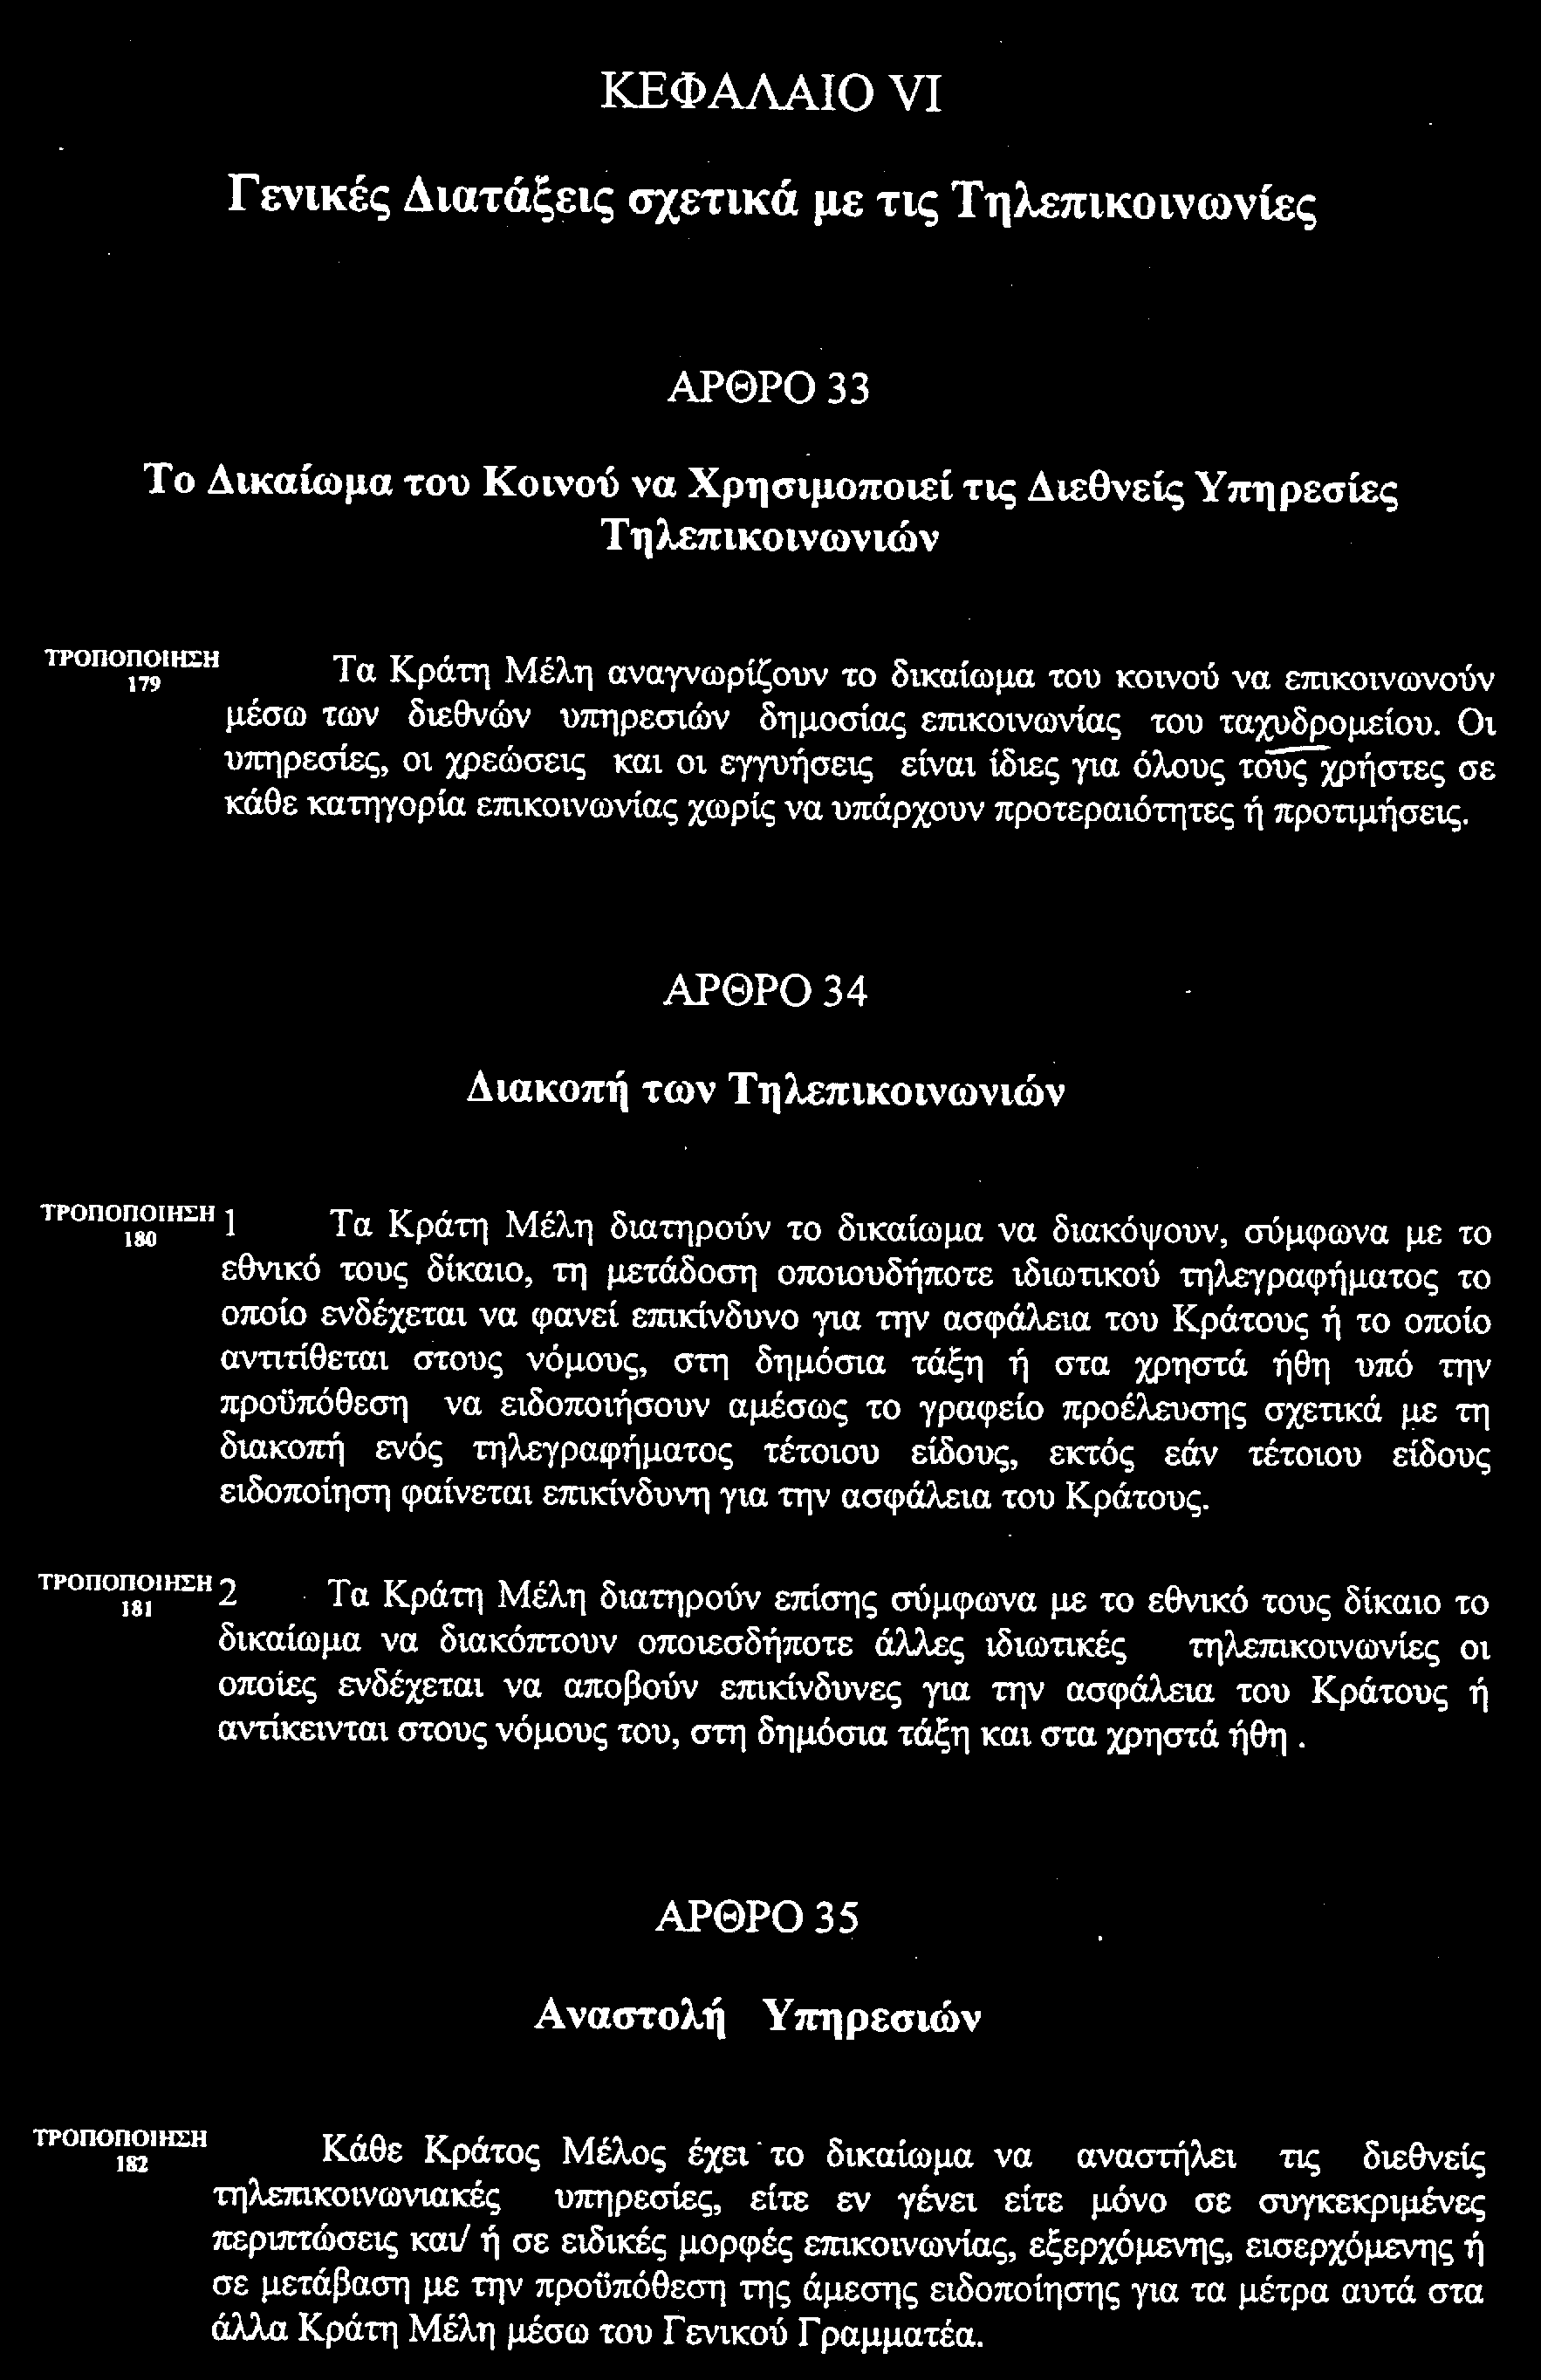 ΚΕΦΑΛΑΙΟ VI
Γενικές Διατάξεις σχετικά με τις Τηλεπικοινωνίες
ΑΡΘΡΟ 33
Το Δικαίωμα του Κοινού να Χρησιμοποιεί τις Διεθνείς Υπηρεσίες
Τηλεπικοινωνιών
ΤΡΟΠΟΠΟΙΗΣΗ
179
Τα Κράτη Μέλη αναγνωρίζουν το δικαίωμα του κοινού να επικοινωνούν
μέσω των διεθνών υπηρεσιών δημοσίας επικοινωνίας του ταχυδρομείου. Οι
υπηρεσίες, οι χρεώσεις και οι εγγυήσεις είναι ίδιες για όλους τους χρήστες σε
κάθε κατηγορία επικοινωνίας χωρίς να υπάρχουν προτεραιότητες ή προτιμήσεις.
ΑΡΘΡΟ 34
Διακοπή των Τηλεπικοινωνιών
ΤΡΟΠΟΠΟΙΗΣΗ
180
1 Τα Κράτη Μέλη διατηρούν το δικαίωμα να διακόψουν, σύμφωνα με το
εθνικό τους δίκαιο, τη μετάδοση οποιουδήποτε ιδιωτικού τηλεγραφήματος το
οποίο ενδέχεται να φανεί επικίνδυνο για την ασφάλεια του Κράτους ή το οποίο
αντιτίθεται στους νόμους, στη δημόσια τάξη ή στα χρηστά ήθη υπό την
προϋπόθεση να ειδοποιήσουν αμέσως το γραφείο προέλευσης σχετικά με τη
διακοπή ενός τηλεγραφήματος τέτοιου είδους, εκτός εάν τέτοιου είδους
ειδοποίηση φαίνεται επικίνδυνη για την ασφάλεια του Κράτους.
ΤΡΟΠΟΠΟΙΗΣΗ
181
2 Τα Κράτη Μέλη διατηρούν επίσης σύμφωνα με το εθνικό τους δίκαιο το
δικαίωμα να διακόπτουν οποιεσδήποτε άλλες ιδιωτικές τηλεπικοινωνίες οι
οποίες ενδέχεται να αποβούν επικίνδυνες για την ασφάλεια του Κράτους ή
αντίκεινται στους νόμους του, στη δημόσια τάξη και στα χρηστά ήθη .
ΑΡΘΡΟ 35
Αναστολή Υπηρεσιών
ΤΡΟΠΟΠΟΙΗΣΗ
182
Κάθε Κράτος Μέλος έχει το δικαίωμα να αναστήλει τις διεθνείς
τηλεπικοινωνιακές υπηρεσίες, είτε εν γένει είτε μόνο σε συγκεκριμένες
περιπτώσεις και/ ή σε ειδικές μορφές επικοινωνίας, εξερχόμενης, εισερχόμενης ή
σε μετάβαση με την προϋπόθεση της άμεσης ειδοποίησης για τα μέτρα αυτά στα
άλλα Κράτη Μέλη μέσω του Γενικού Γραμματέα.